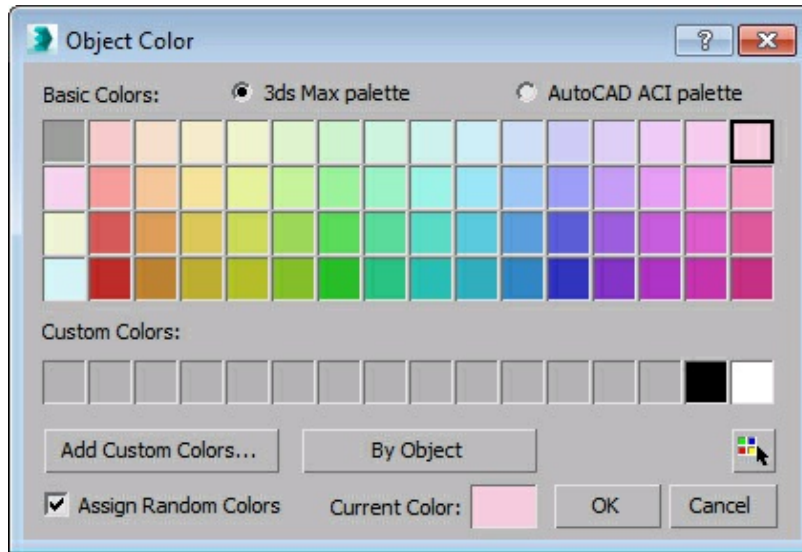 Object Color
Basic Colors: 3ds Max palette AutoCAD ACI palette
Custom Colors:
Add Custom Colors... By Object
Assign Random Colors Current Color: OK Cancel